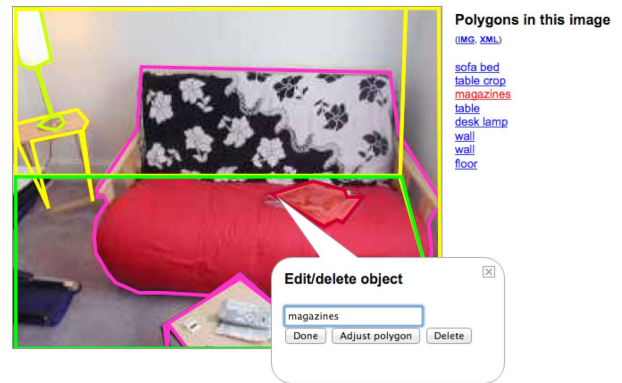 Polygons in this image
(IMG, XML)
sofa bed
table crop
magazines
table
desk lamp
wall
wall
floor
Edit/delete object
magazines
Done Adjust polygon Delete